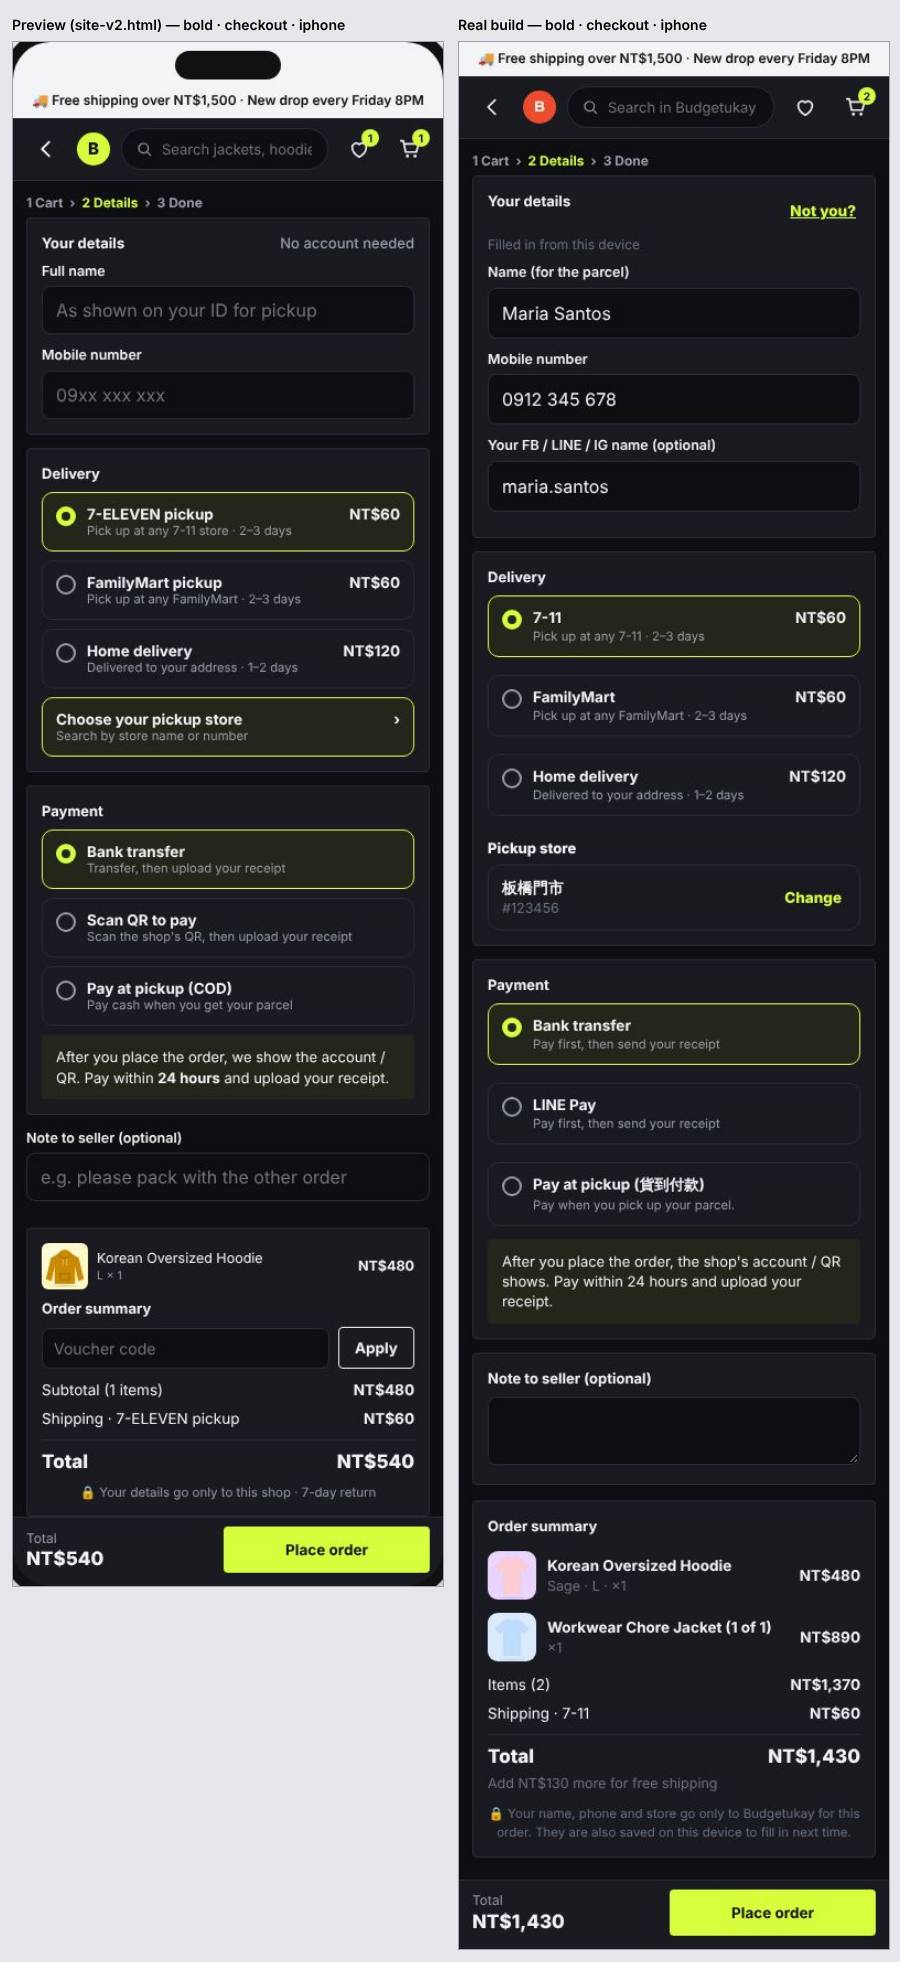 Preview (site-v2.html) — bold · checkout · iphone
🚚 Free shipping over NT$1,500 · New drop every Friday 8PM
B
Search jackets, hoodie
1
1
1 Cart › 2 Details › 3 Done
Your details
No account needed
Full name
As shown on your ID for pickup
Mobile number
09xx xxx xxx
Delivery
7-ELEVEN pickup NT$60
Pick up at any 7-11 store · 2–3 days
FamilyMart pickup NT$60
Pick up at any FamilyMart · 2–3 days
Home delivery NT$120
Delivered to your address · 1–2 days
Choose your pickup store ›
Search by store name or number
Payment
Bank transfer
Transfer, then upload your receipt
Scan QR to pay
Scan the shop's QR, then upload your receipt
Pay at pickup (COD)
Pay cash when you get your parcel
After you place the order, we show the account /
QR. Pay within 24 hours and upload your receipt.
Note to seller (optional)
e.g. please pack with the other order
Korean Oversized Hoodie NT$480
L × 1
Order summary
Voucher code
Apply
Subtotal (1 items) NT$480
Shipping · 7-ELEVEN pickup NT$60
Total NT$540
🔒 Your details go only to this shop · 7-day return
Total
NT$540
Place order
Real build — bold · checkout · iphone
🚚 Free shipping over NT$1,500 · New drop every Friday 8PM
B
Search in Budgetukay
2
1 Cart › 2 Details › 3 Done
Your details
Not you?
Filled in from this device
Name (for the parcel)
Maria Santos
Mobile number
0912 345 678
Your FB / LINE / IG name (optional)
maria.santos
Delivery
7-11 NT$60
Pick up at any 7-11 · 2–3 days
FamilyMart NT$60
Pick up at any FamilyMart · 2–3 days
Home delivery NT$120
Delivered to your address · 1–2 days
Pickup store
板橋門市
#123456
Change
Payment
Bank transfer
Pay first, then send your receipt
LINE Pay
Pay first, then send your receipt
Pay at pickup (貨到付款)
Pay when you pick up your parcel.
After you place the order, the shop's account / QR
shows. Pay within 24 hours and upload your
receipt.
Note to seller (optional)
Order summary
Korean Oversized Hoodie NT$480
Sage · L · ×1
Workwear Chore Jacket (1 of 1) NT$890
×1
Items (2) NT$1,370
Shipping · 7-11 NT$60
Total NT$1,430
Add NT$130 more for free shipping
🔒 Your name, phone and store go only to Budgetukay for this
order. They are also saved on this device to fill in next time.
Total
NT$1,430
Place order